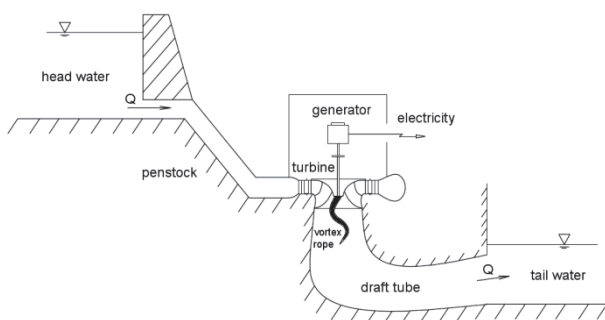 head water
Q
generator
electricity
turbine
penstock
vortex
rope
Q
tail water
draft tube